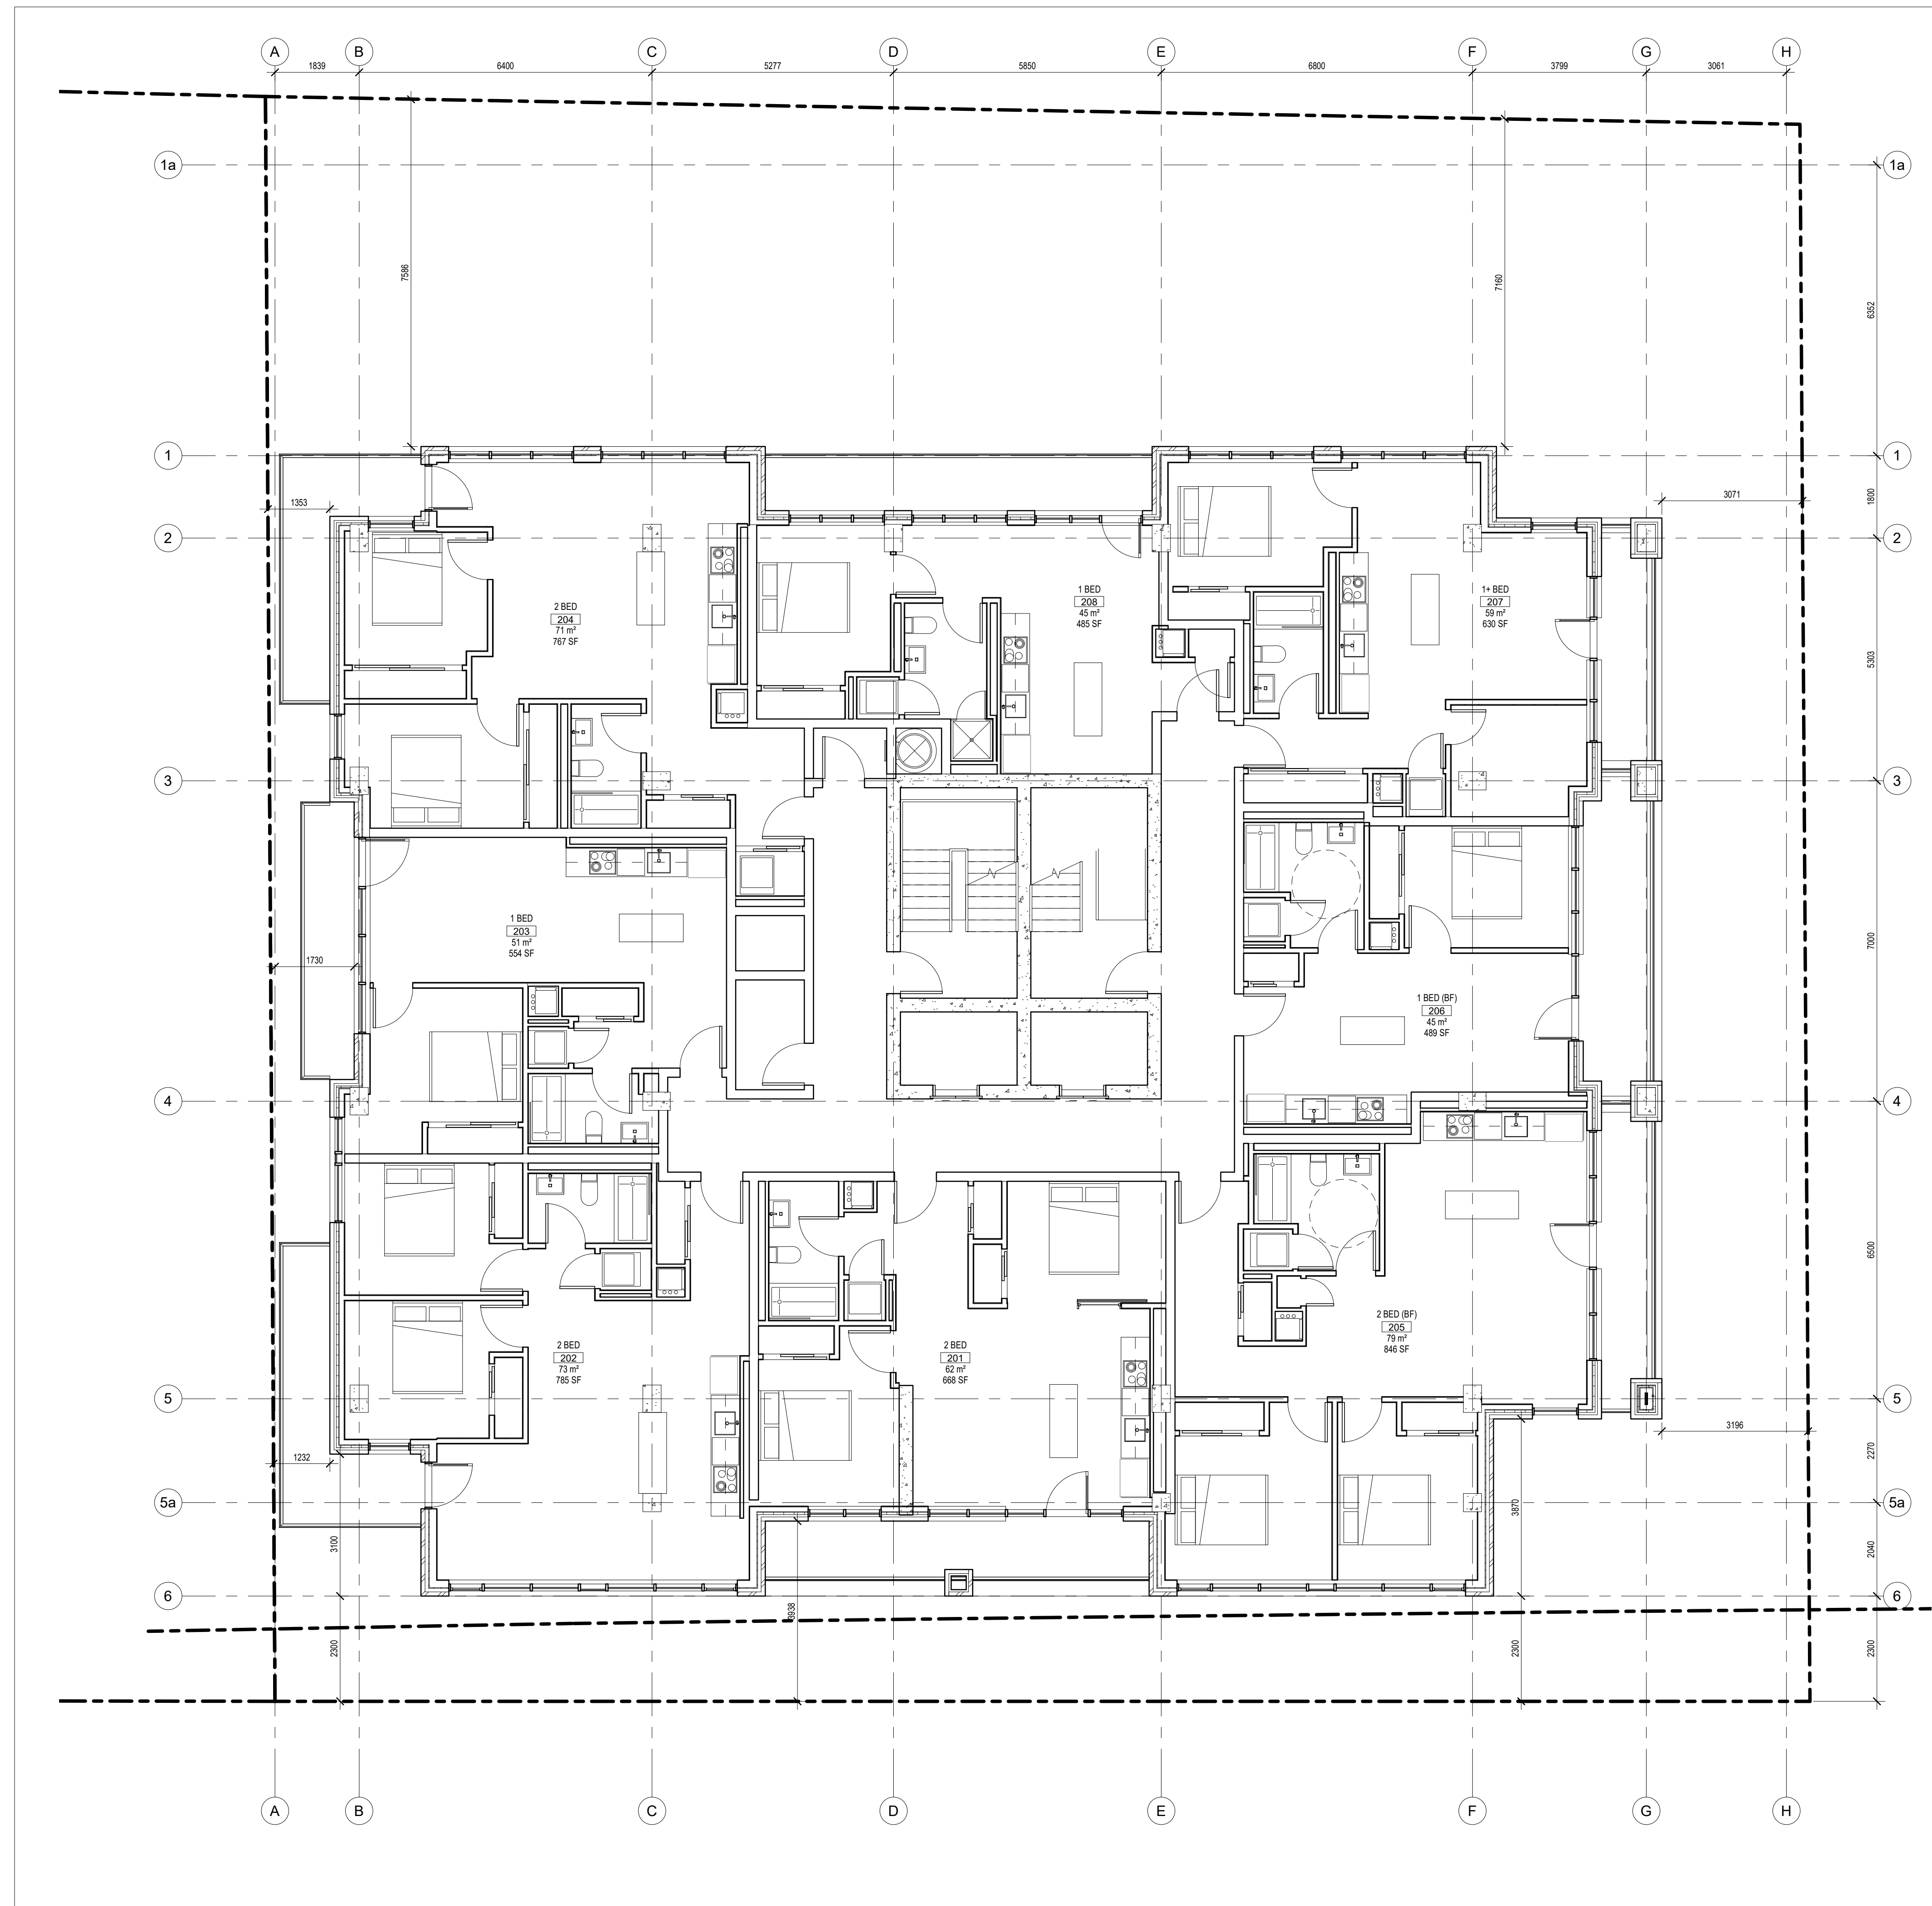 A B C D E F G H
1839 6400 5277 5850 6800 3799 3061
1a 1a
7586
7160
6352
1 1
1353
3071
1800
2 2
2 BED
204
71 m²
767 SF
1 BED
208
45 m²
485 SF
1+ BED
207
59 m²
630 SF
5303
3 3
1 BED
203
51 m²
554 SF
1730
7000
1 BED (BF)
206
45 m²
489 SF
4 4
6500
2 BED
202
73 m²
785 SF
2 BED
201
62 m²
668 SF
2 BED (BF)
205
79 m²
846 SF
5 5
1232
3196
2270
5a 5a
3100
3870
2040
6 6
3938
2300
2300
2300
A B C D E F G H